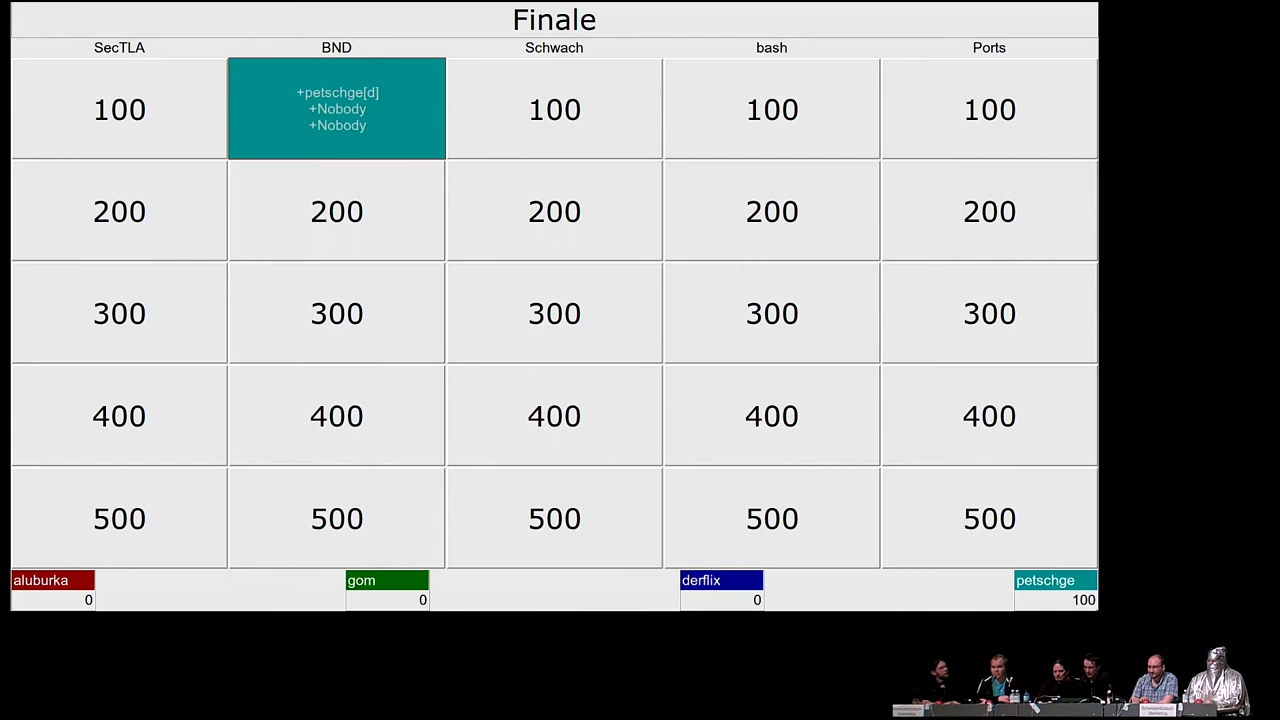 Finale
SecTLA BND Schwach bash Ports
100 +petschge[d] 100 100 100
+Nobody
+Nobody
200 200 200 200 200
300 300 300 300 300
400 400 400 400 400
500 500 500 500 500
aluburka gom derflix petschge
0 0 0 100